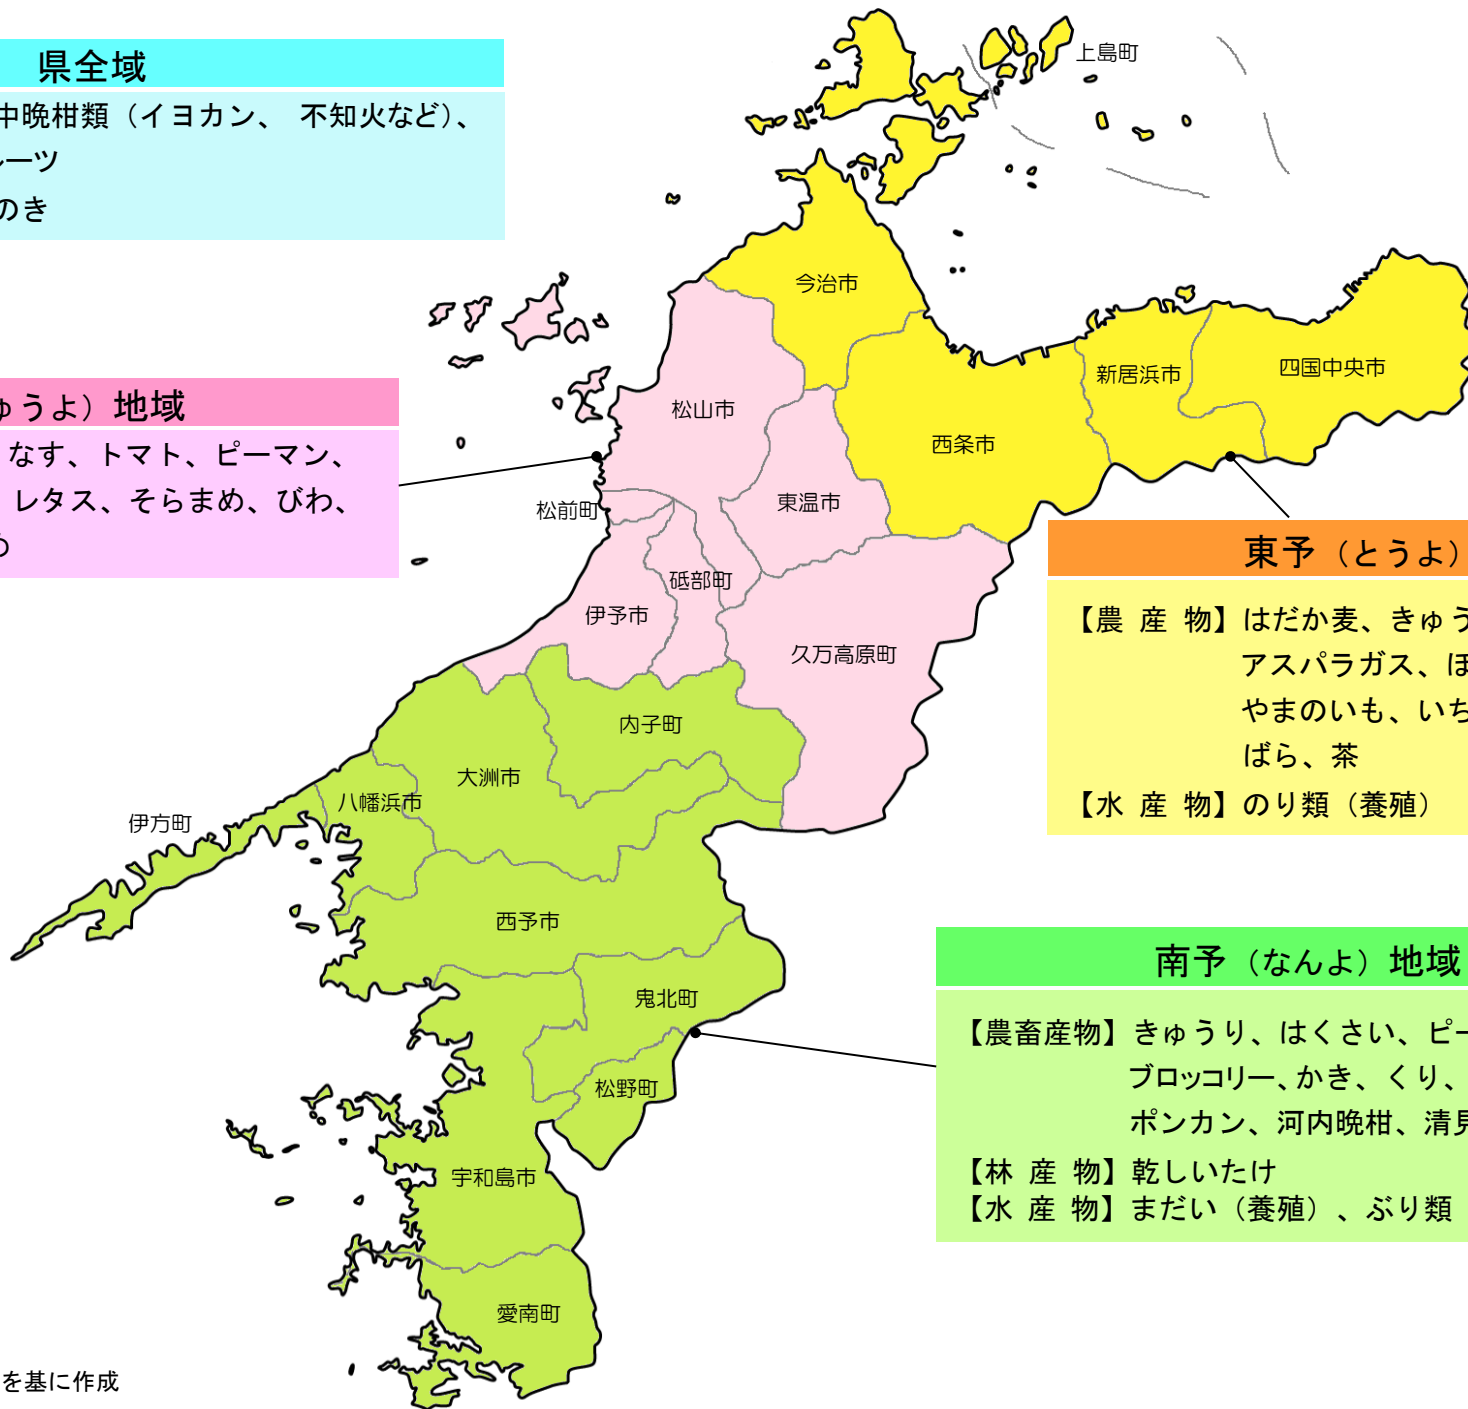 県全域
中晩柑類（イヨカン、 不知火など）、
ルーツ
のき
ゅうよ）地域
なす、トマト、ピーマン、
レタス、そらまめ、びわ、
上島町
今治市
松山市
西条市
新居浜市
四国中央市
東温市
松前町
砥部町
伊予市
久万高原町
内子町
大洲市
八幡浜市
伊方町
西予市
鬼北町
松野町
宇和島市
愛南町
東予（とうよ）
【農 産 物】はだか麦、きゅう
アスパラガス、ほ
やまのいも、いち
ばら、茶
【水 産 物】のり類（養殖）
南予（なんよ）地域
【農畜産物】きゅうり、はくさい、ピー
ブロッコリー、かき、くり、
ポンカン、河内晩柑、清見
【林 産 物】乾しいたけ
【水 産 物】まだい（養殖）、ぶり類
を基に作成